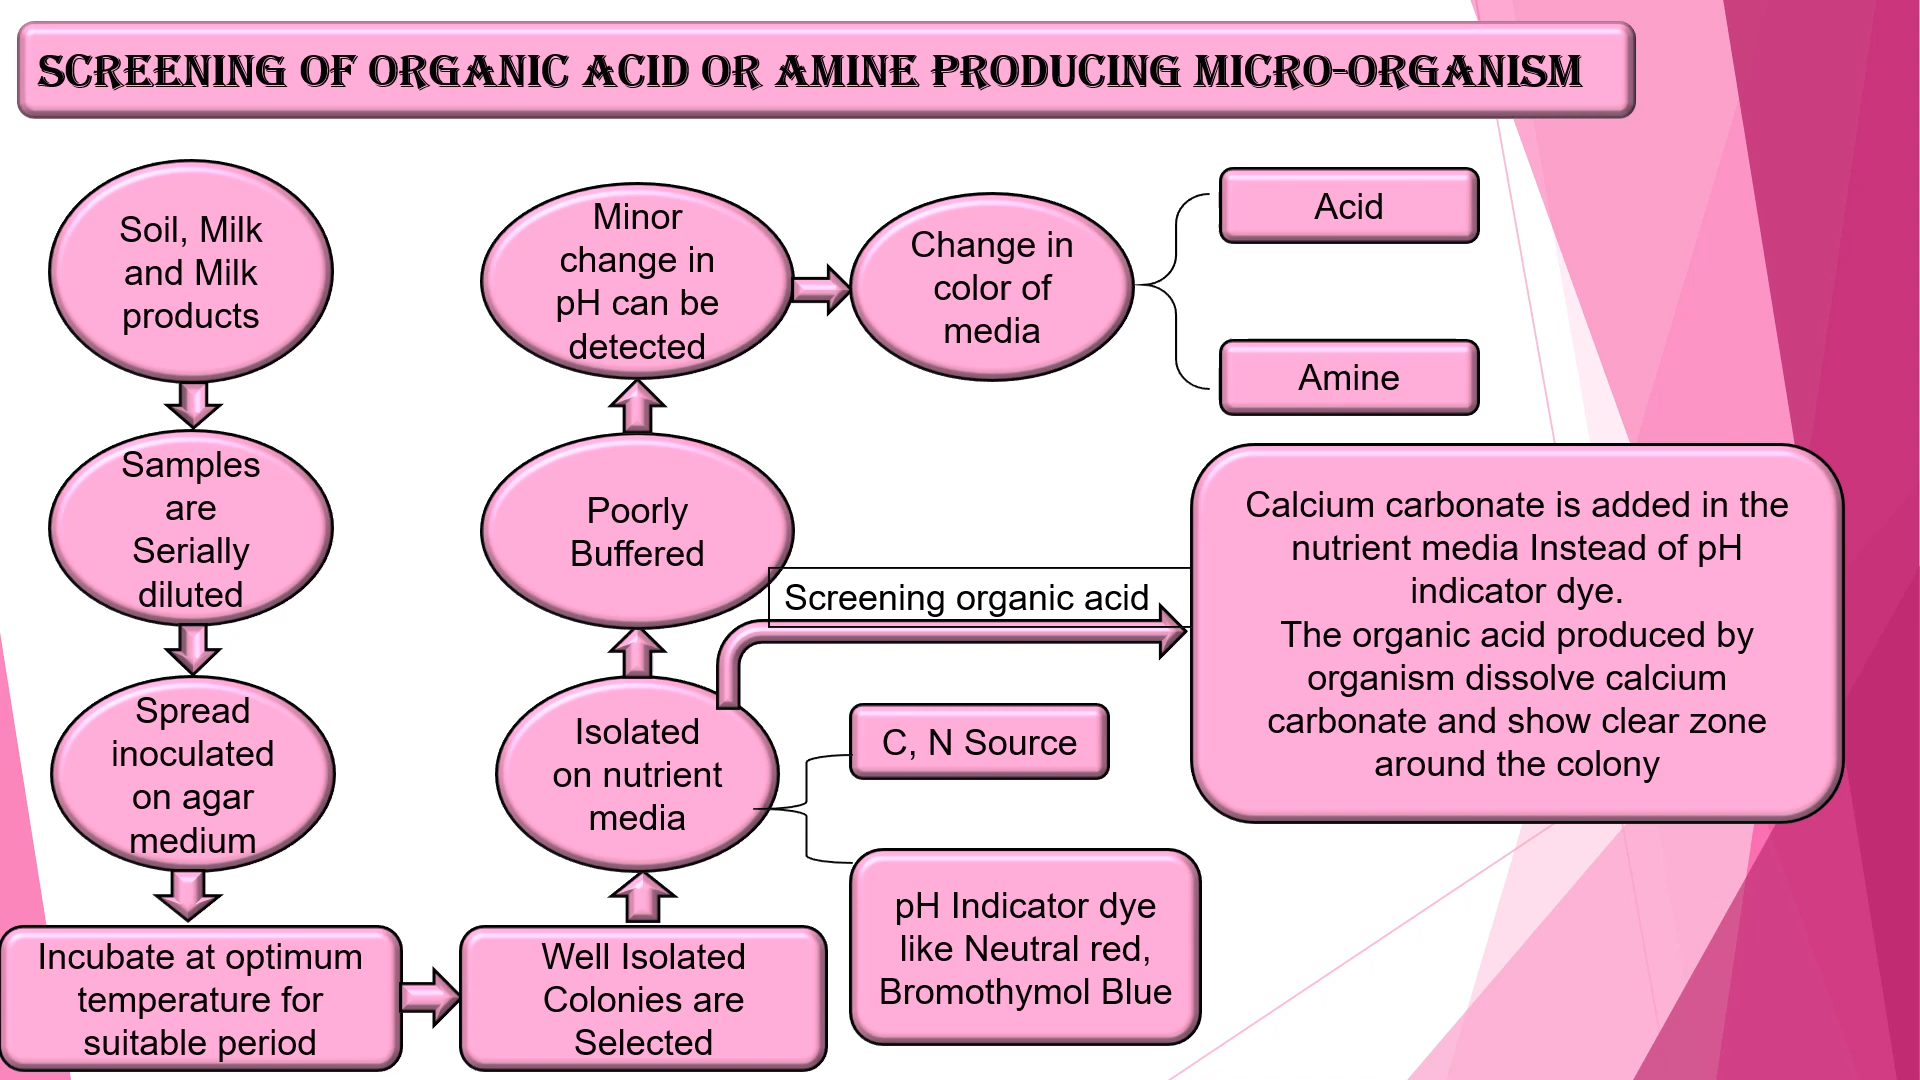 SCREENING OF ORGANIC ACID OR AMINE PRODUCING MICRO-ORGANISM
Soil, Milk
and Milk
products
Samples
are
Serially
diluted
Spread
inoculated
on agar
medium
Incubate at optimum
temperature for
suitable period
Well Isolated
Colonies are
Selected
Isolated
on nutrient
media
C, N Source
pH Indicator dye
like Neutral red,
Bromothymol Blue
Poorly
Buffered
Minor
change in
pH can be
detected
Change in
color of
media
Acid
Amine
Screening organic acid
Calcium carbonate is added in the
nutrient media Instead of pH
indicator dye.
The organic acid produced by
organism dissolve calcium
carbonate and show clear zone
around the colony